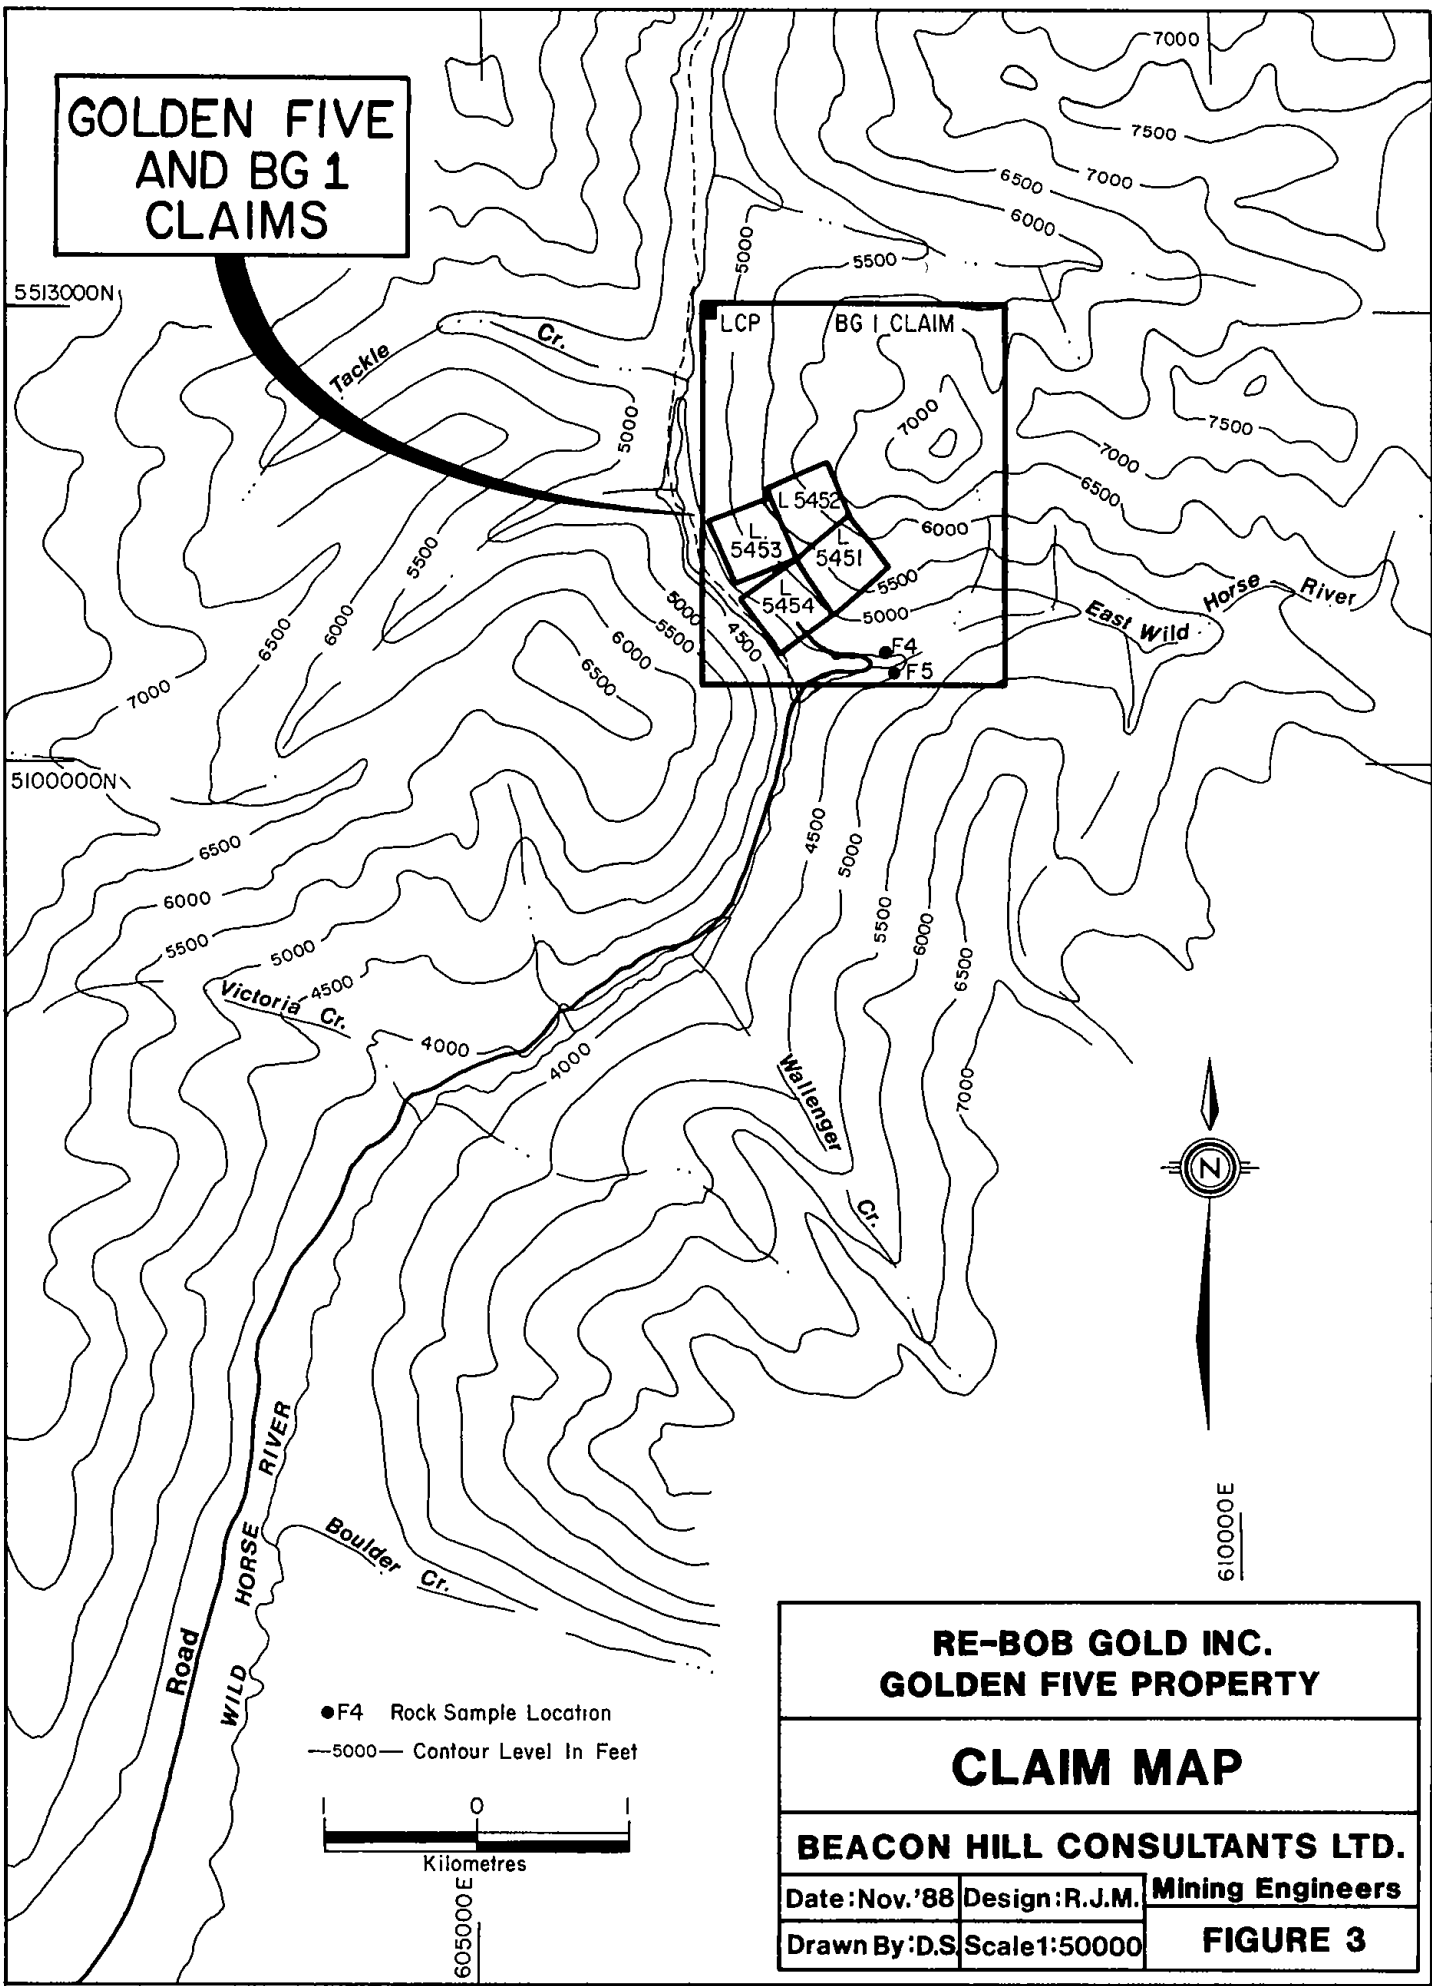 7000
GOLDEN FIVE
AND BG 1
CLAIMS
7500
7000
6500
6000
5000
5500
5513000N
LCP
BG 1 CLAIM
Tackle Cr.
7000
7500
5000
7000
6500
L 5452
6000
L.
5453
L
5451
5500
5500
5000
L
5454
East Wild Horse River
6500
6000
5000
5500
4500
6000
6500
F4
F5
7000
5100000N
4500
5000
6500
6000
5500
5000
4500
5500
6000
6500
Victoria Cr.
4000
4000
7000
Wallenger Cr.
N
WILD HORSE RIVER
Boulder Cr.
Road
610000E
F4 Rock Sample Location
5000 Contour Level In Feet
1 0 1
Kilometres
605000E
RE-BOB GOLD INC.
GOLDEN FIVE PROPERTY
CLAIM MAP
BEACON HILL CONSULTANTS LTD.
Mining Engineers
Date:Nov.'88
Design:R.J.M.
Drawn By:D.S.
Scale1:50000
FIGURE 3